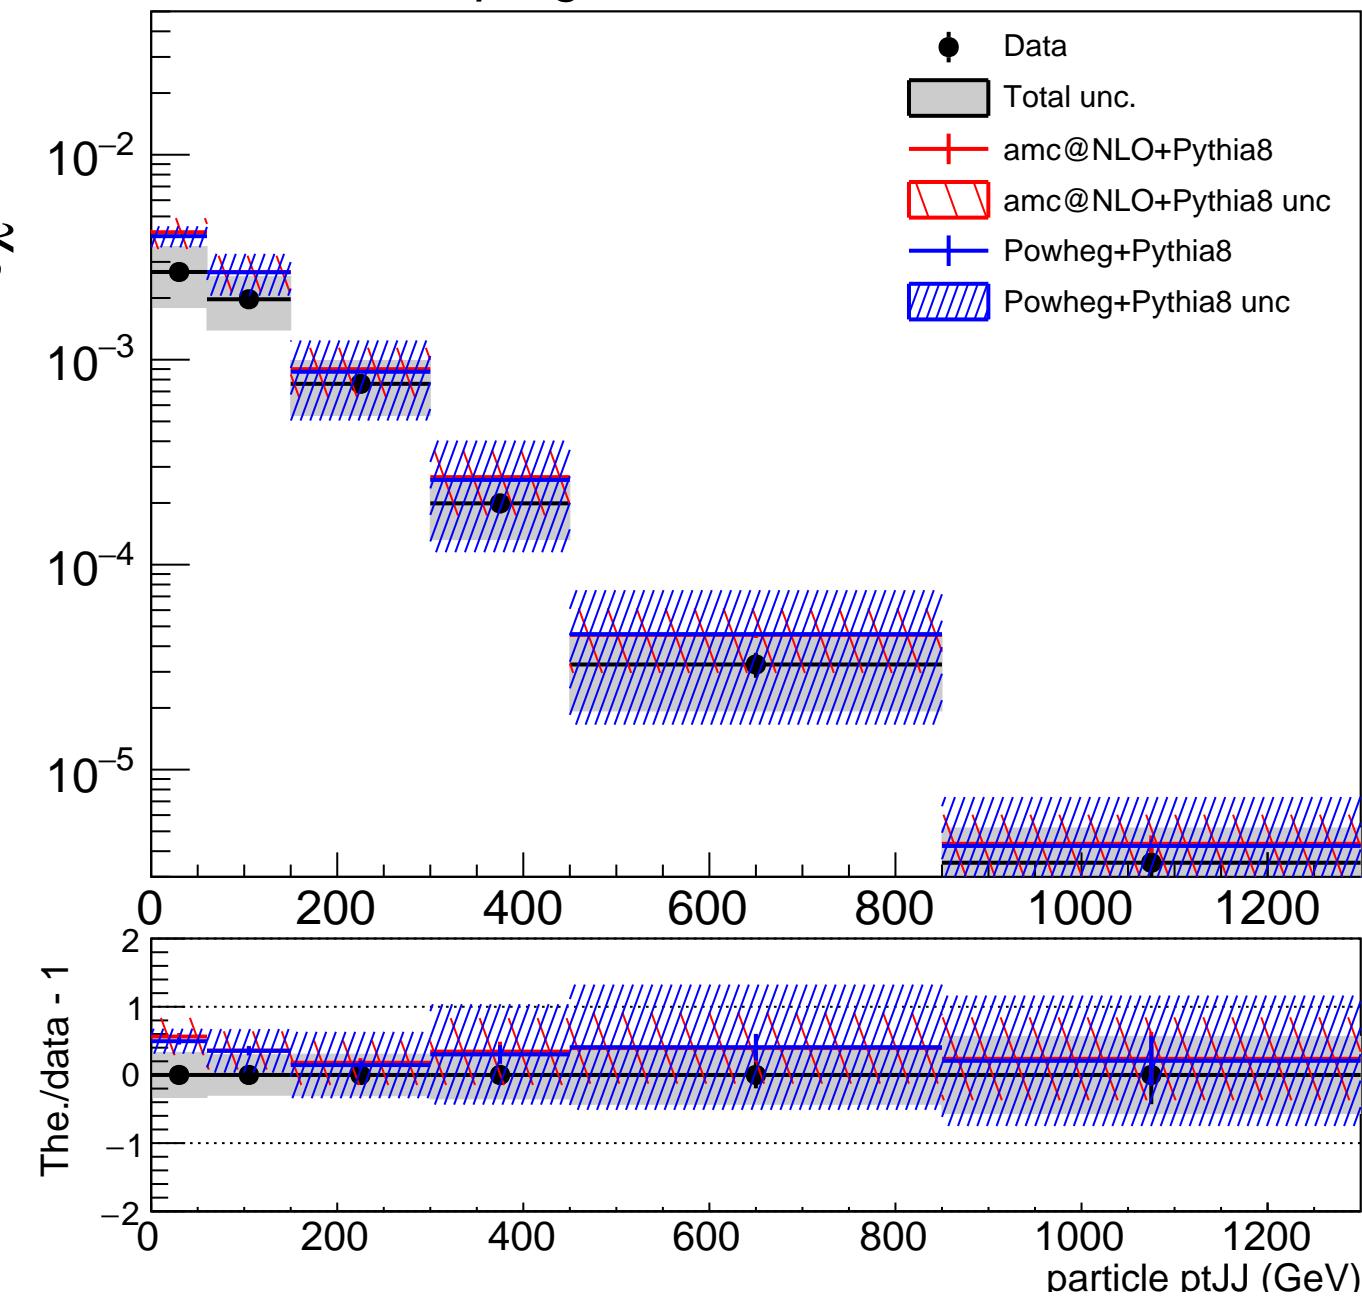 Data
Total unc.
amc@NLO+Pythia8
amc@NLO+Pythia8 unc
Powheg+Pythia8
Powheg+Pythia8 unc
10−2
10−3
10−4
10−5
0 200 400 600 800 1000 1200
2
1
0
−1
−2
The./data - 1
0 200 400 600 800 1000 1200
particle ptJJ (GeV)